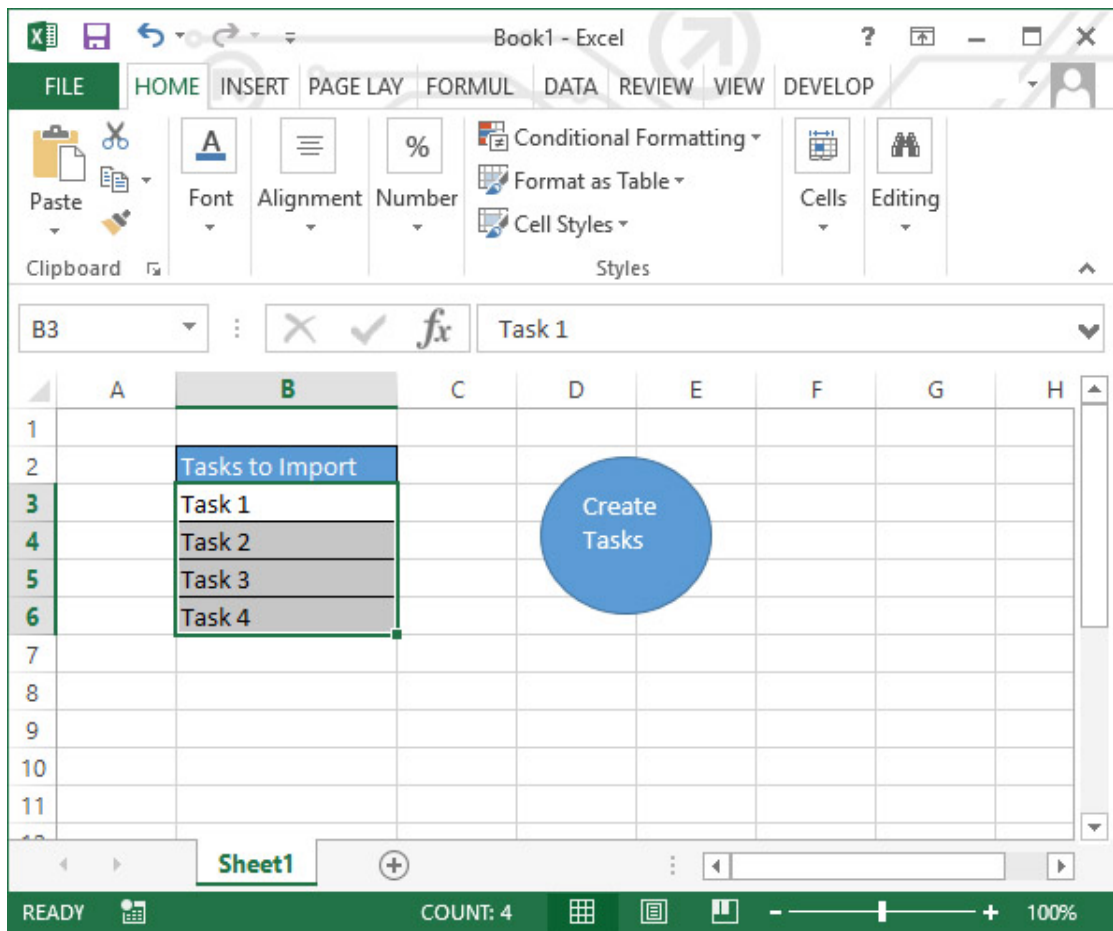 Book1 - Excel ?
FILE HOME INSERT PAGE LAY FORMUL DATA REVIEW VIEW DEVELOP
Paste
Clipboard
A
Font
Alignment
%
Number
Conditional Formatting
Format as Table
Cell Styles
Styles
Cells
Editing
B3 fx Task 1
A B C D E F G H
1
2 Tasks to Import
3 Task 1
4 Task 2
5 Task 3
6 Task 4
Create
Tasks
7
8
9
10
11
Sheet1
READY COUNT: 4 - + 100%